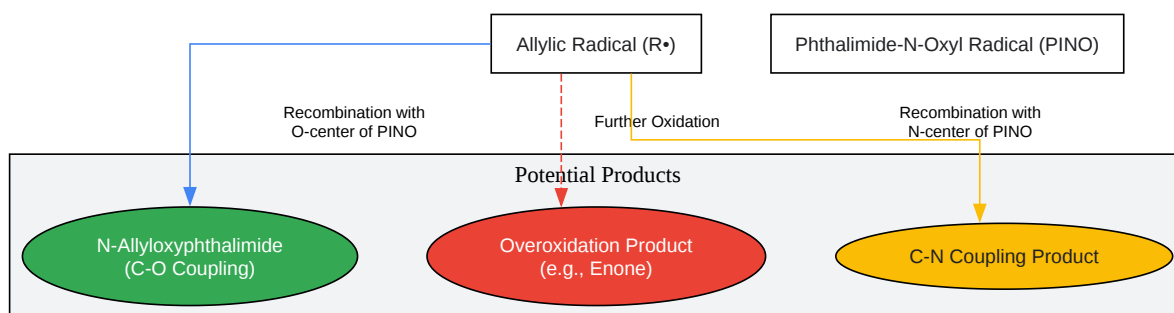 Allylic Radical (R•)
Phthalimide-N-Oxyl Radical (PINO)
Recombination with
O-center of PINO
Further Oxidation
Recombination with
N-center of PINO
Potential Products
N-Allyloxyphthalimide
(C-O Coupling)
Overoxidation Product
(e.g., Enone)
C-N Coupling Product